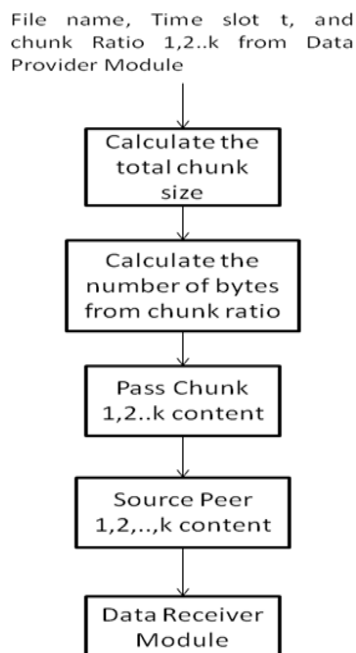 File name, Time slot t, and
chunk Ratio 1,2..k from Data
Provider Module
Calculate the
total chunk
size
Calculate the
number of bytes
from chunk ratio
Pass Chunk
1,2..k content
Source Peer
1,2,..,k content
Data Receiver
Module